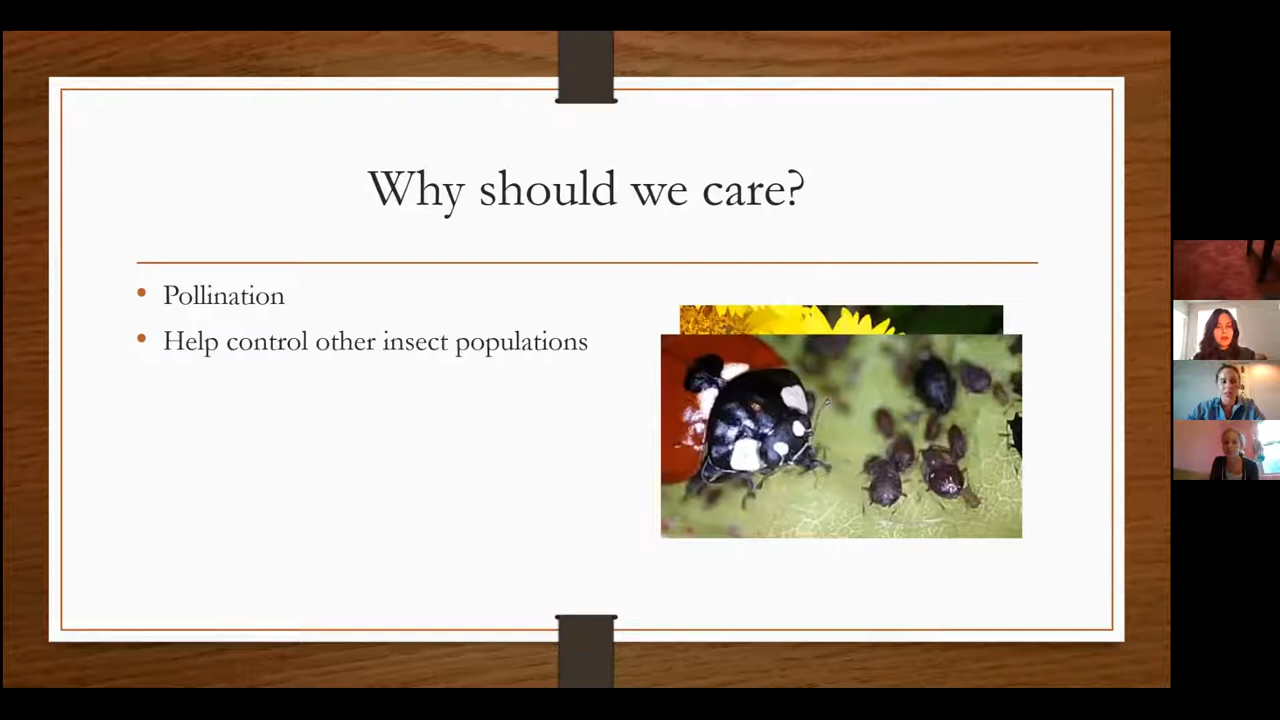 Why should we care?
Pollination
Help control other insect populations